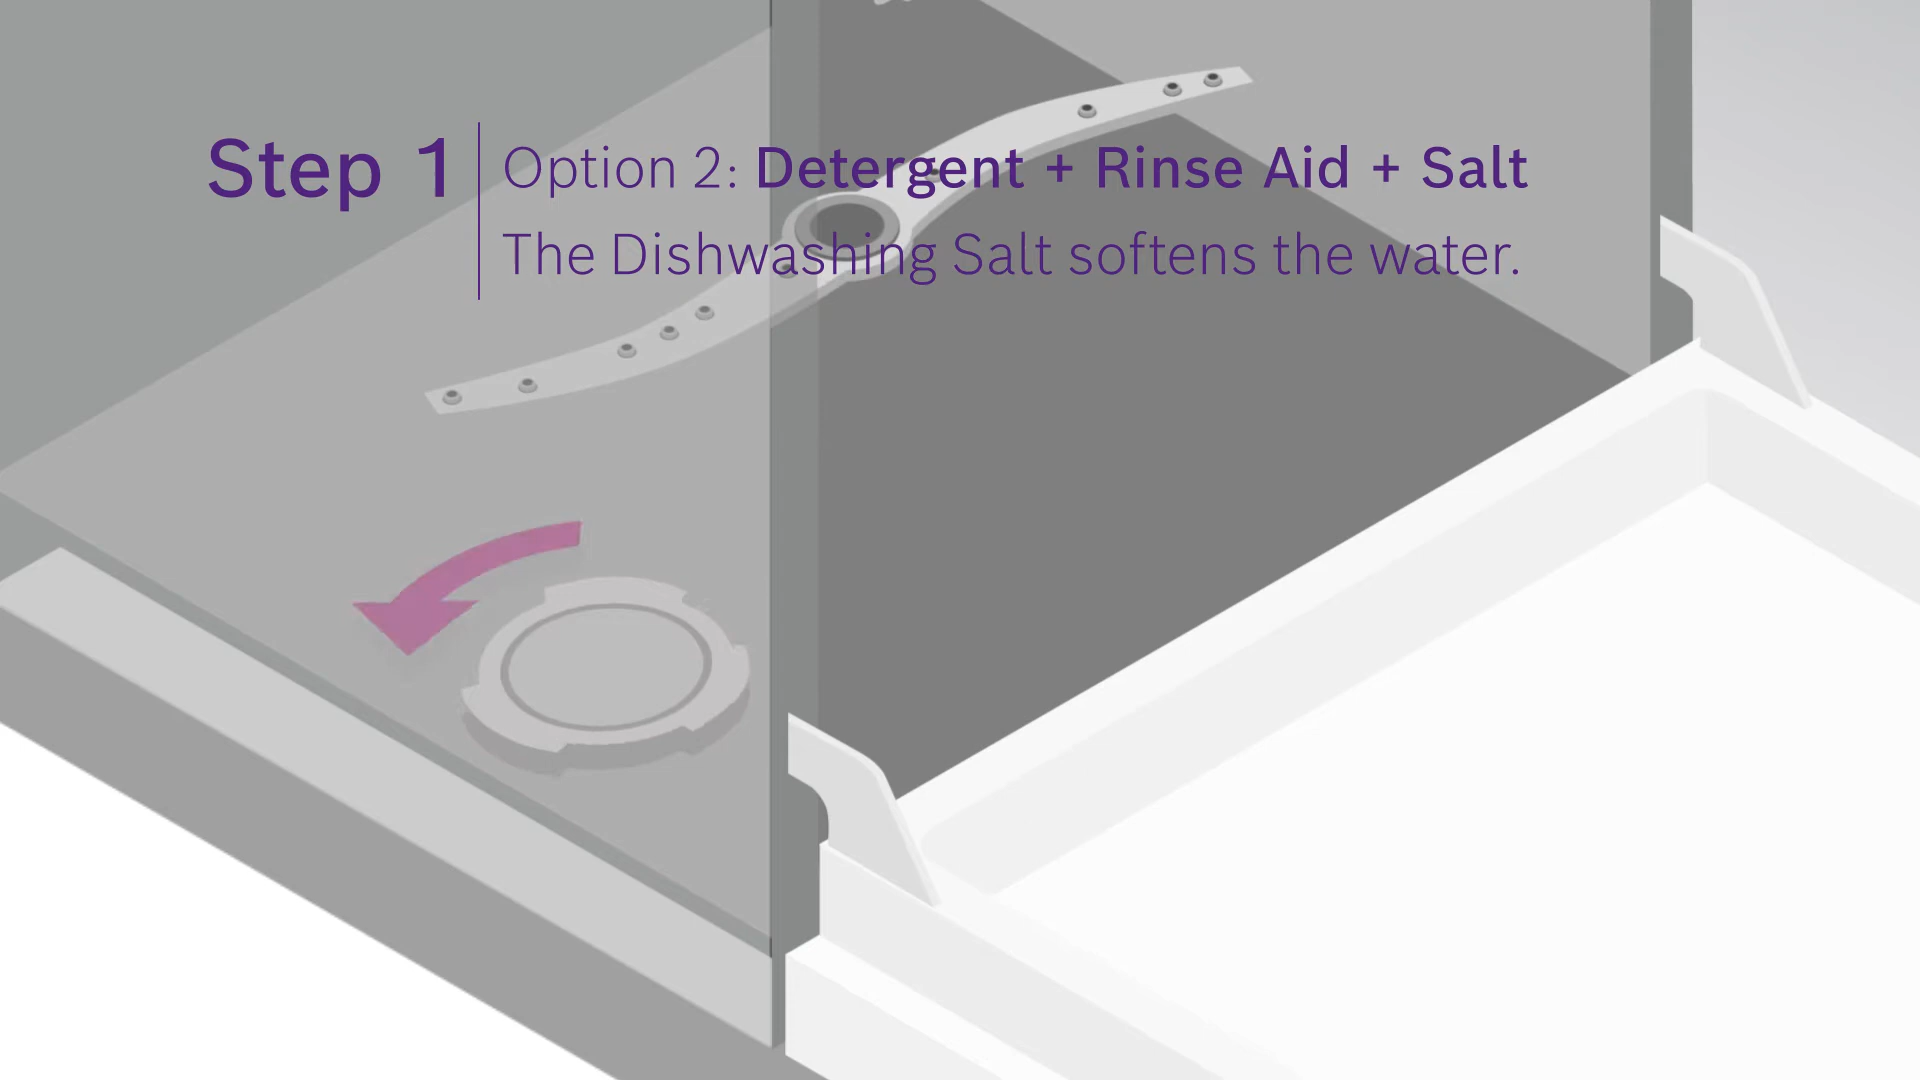 Step 1
Option 2: Detergent + Rinse Aid + Salt
The Dishwashing Salt softens the water.